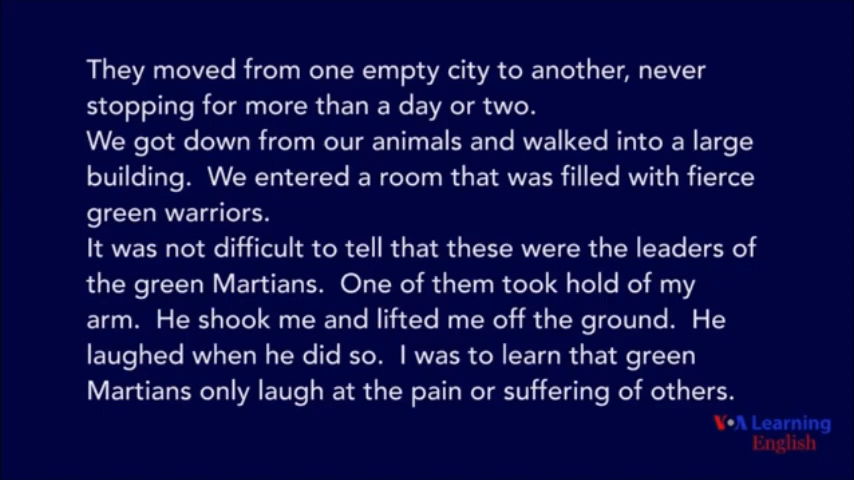 They moved from one empty city to another, never
stopping for more than a day or two.
We got down from our animals and walked into a large
building.  We entered a room that was filled with fierce
green warriors.
It was not difficult to tell that these were the leaders of
the green Martians.  One of them took hold of my
arm.  He shook me and lifted me off the ground.  He
laughed when he did so.  I was to learn that green
Martians only laugh at the pain or suffering of others.
VOA Learning
English